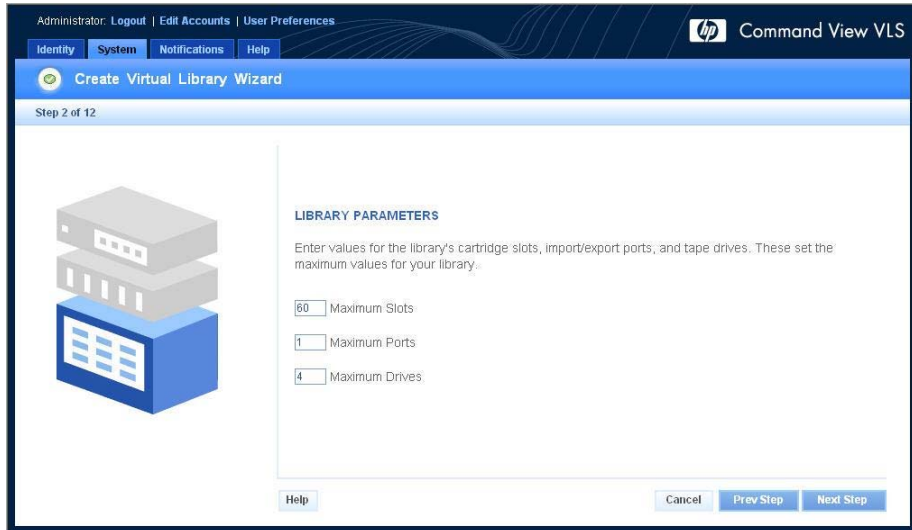 Administrator: Logout | Edit Accounts | User Preferences
hp Command View VLS
Identity System Notifications Help
Create Virtual Library Wizard
Step 2 of 12
LIBRARY PARAMETERS
Enter values for the library's cartridge slots, import/export ports, and tape drives. These set the
maximum values for your library.
60 Maximum Slots
1 Maximum Ports
4 Maximum Drives
Help Cancel Prev Step Next Step